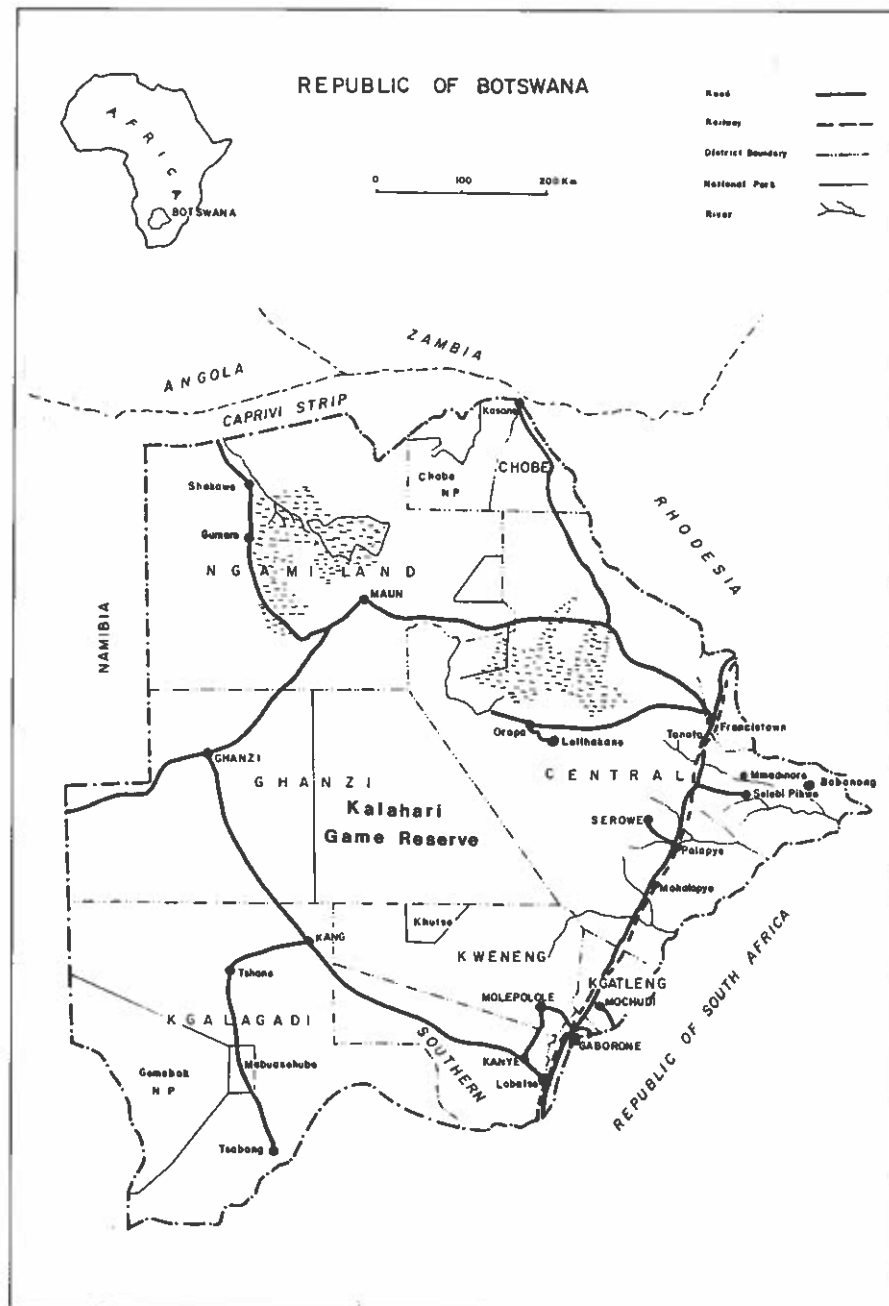 REPUBLIC OF BOTSWANA
AFRICA
BOTSWANA
0 100 200 Km
Road
Railway
District Boundary
National Park
River
ZAMBIA
ANGOLA
CAPRIVI STRIP
Kasane
Chobe
N P
CHOBE
Shakawe
RHODESIA
Gumare
NGAMILAND
MAUN
NAMIBIA
Francistown
Tonota
Orapa
Letlhakane
GHANZI
GHANZI
CENTRAL
Mmadinare
Bobonong
Selebi Pikwe
Kalahari
Game Reserve
SEROWE
Palapye
Mahalapye
Khutse
KANG
KWENENG
Tshane
KGATLENG
MOLEPOLOLE
MOCHUDI
KGALAGADI
GABORONE
SOUTHERN
KANYE
Mabuasehube
Lobatse
Gemsbok
N P
Tsabong
REPUBLIC OF SOUTH AFRICA